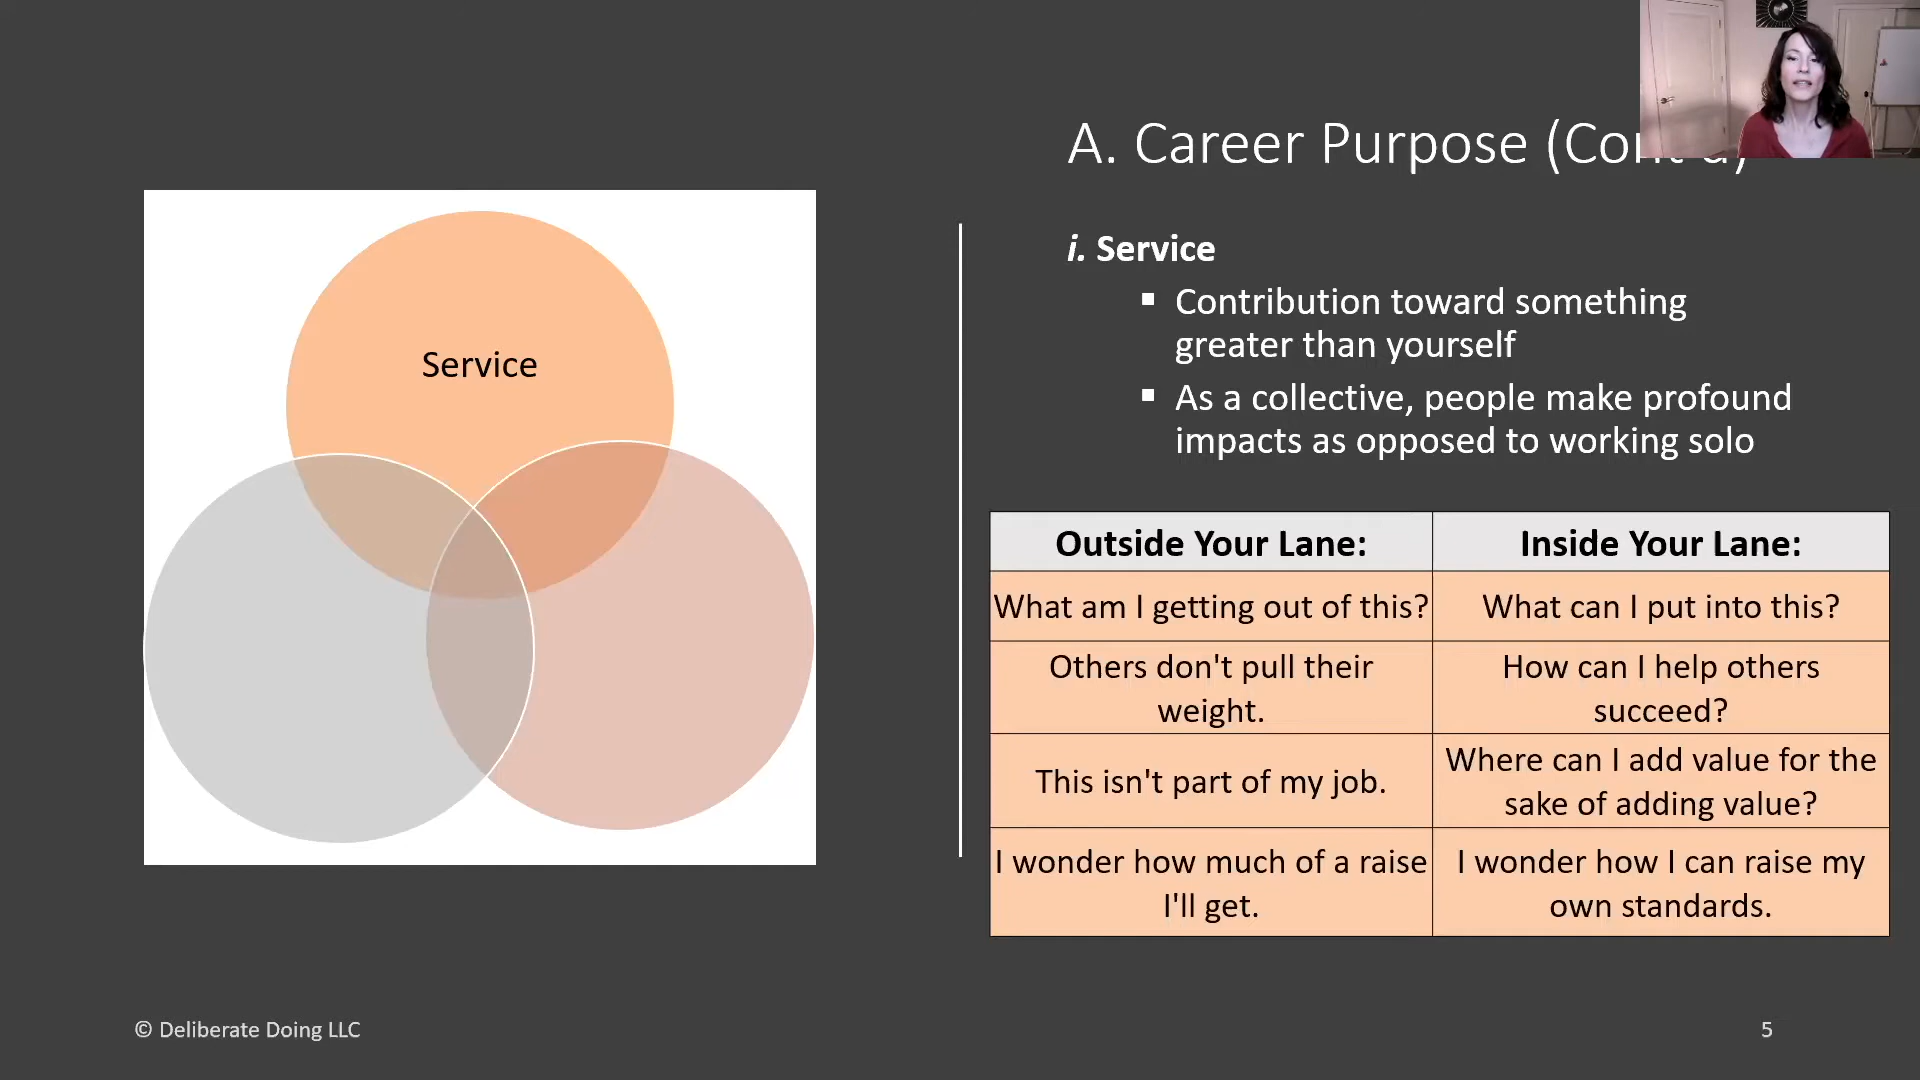 A. Career Purpose
Service
i. Service
▪ Contribution toward something
greater than yourself
▪ As a collective, people make profound
impacts as opposed to working solo
Outside Your Lane:
Inside Your Lane:
What am I getting out of this?
What can I put into this?
Others don't pull their
weight.
How can I help others
succeed?
This isn't part of my job.
Where can I add value for the
sake of adding value?
I wonder how much of a raise
I'll get.
I wonder how I can raise my
own standards.
© Deliberate Doing LLC
5